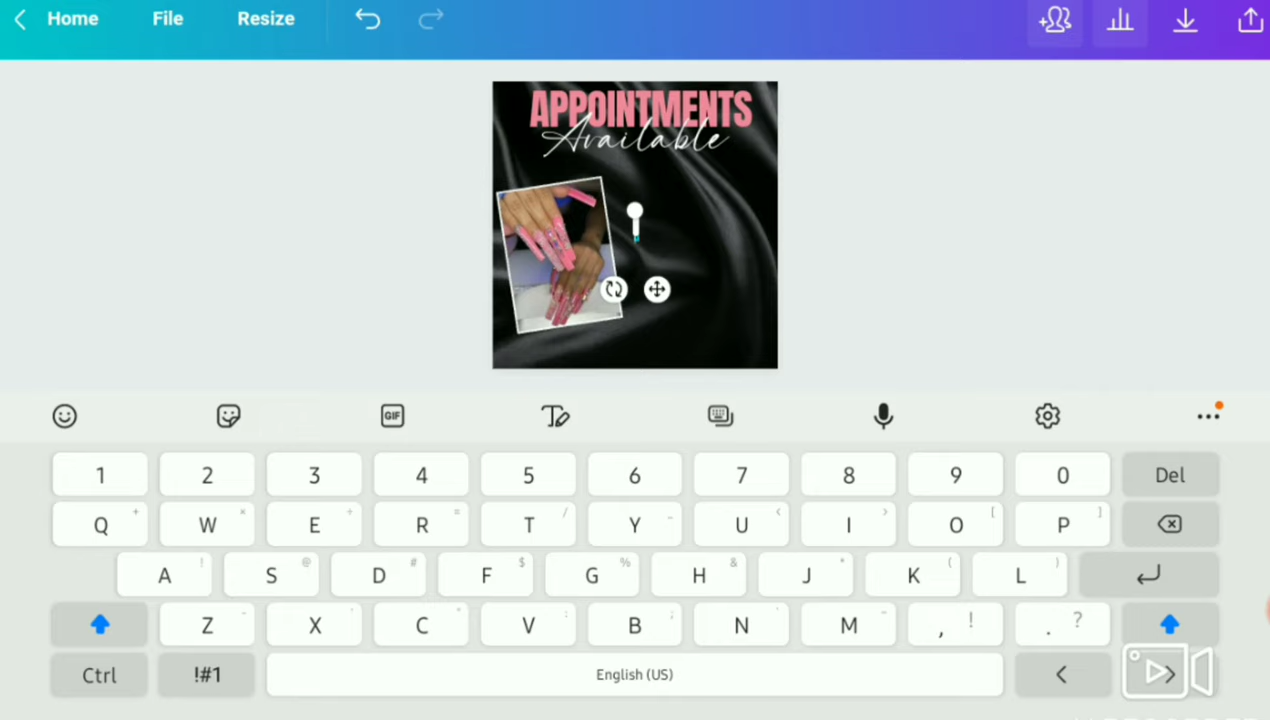 Home File Resize
APPOINTMENTS
Available
GIF
1 2 3 4 5 6 7 8 9 0 Del
Q + W × E ÷ R = T / Y _ U < I > O [ P ]
A ! S @ D # F $ G % H & J * K ( L )
Z - X ' C " V : B ; N M , ! . ?
Ctrl !#1 English (US) < >